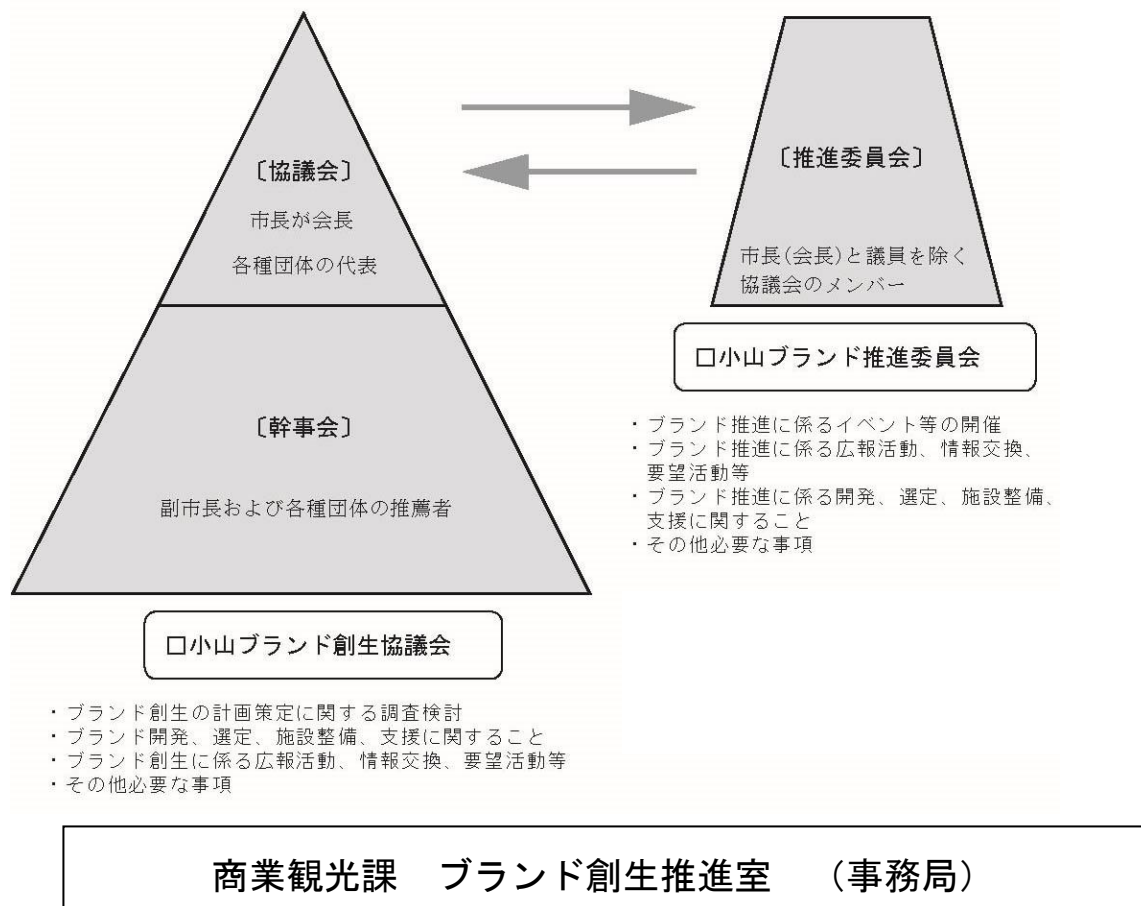 〔協議会〕
市長が会長
各種団体の代表
〔幹事会〕
副市長および各種団体の推薦者
□小山ブランド創生協議会
・ブランド創生の計画策定に関する調査検討
・ブランド開発、選定、施設整備、支援に関すること
・ブランド創生に係る広報活動、情報交換、要望活動等
・その他必要な事項
〔推進委員会〕
市長(会長)と議員を除く
協議会のメンバー
□小山ブランド推進委員会
・ブランド推進に係るイベント等の開催
・ブランド推進に係る広報活動、情報交換、
要望活動等
・ブランド推進に係る開発、選定、施設整備、
支援に関すること
・その他必要な事項
商業観光課　ブランド創生推進室　（事務局）